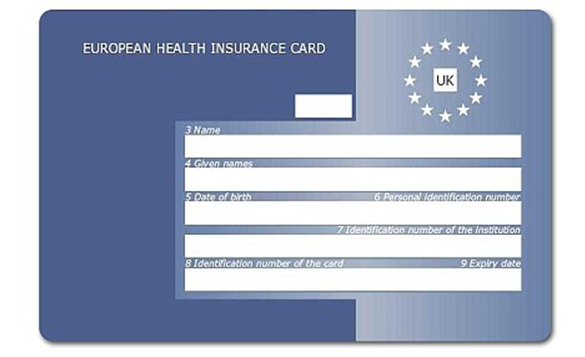 EUROPEAN HEALTH INSURANCE CARD
UK
3 Name
4 Given names
5 Date of birth 6 Personal identification number
7 Identification number of the institution
8 Identification number of the card 9 Expiry date